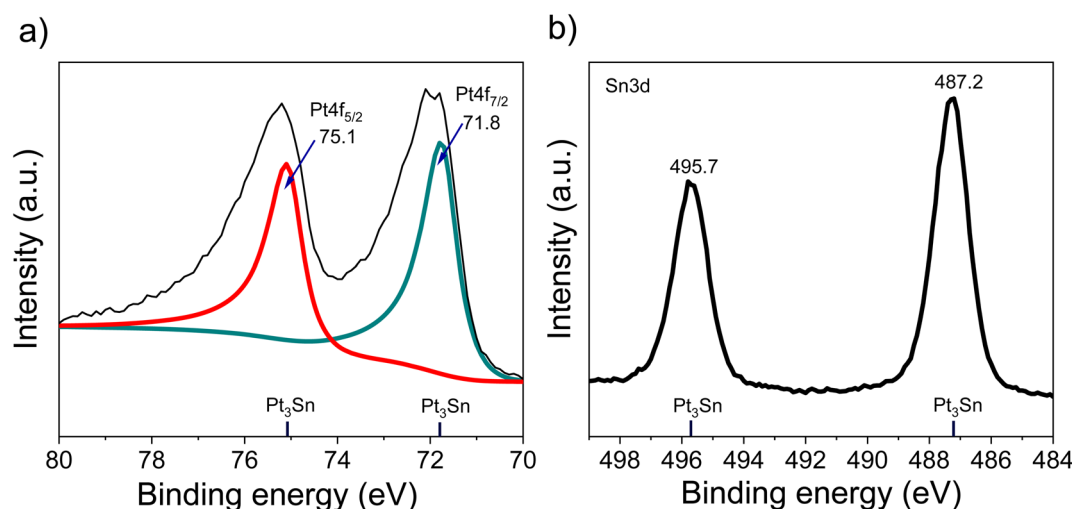 a)
Intensity (a.u.)
Pt4f5/2
75.1
Pt4f7/2
71.8
Pt3Sn
Pt3Sn
80 78 76 74 72 70
Binding energy (eV)
b)
Intensity (a.u.)
Sn3d
495.7
487.2
Pt3Sn
Pt3Sn
498 496 494 492 490 488 486 484
Binding energy (eV)